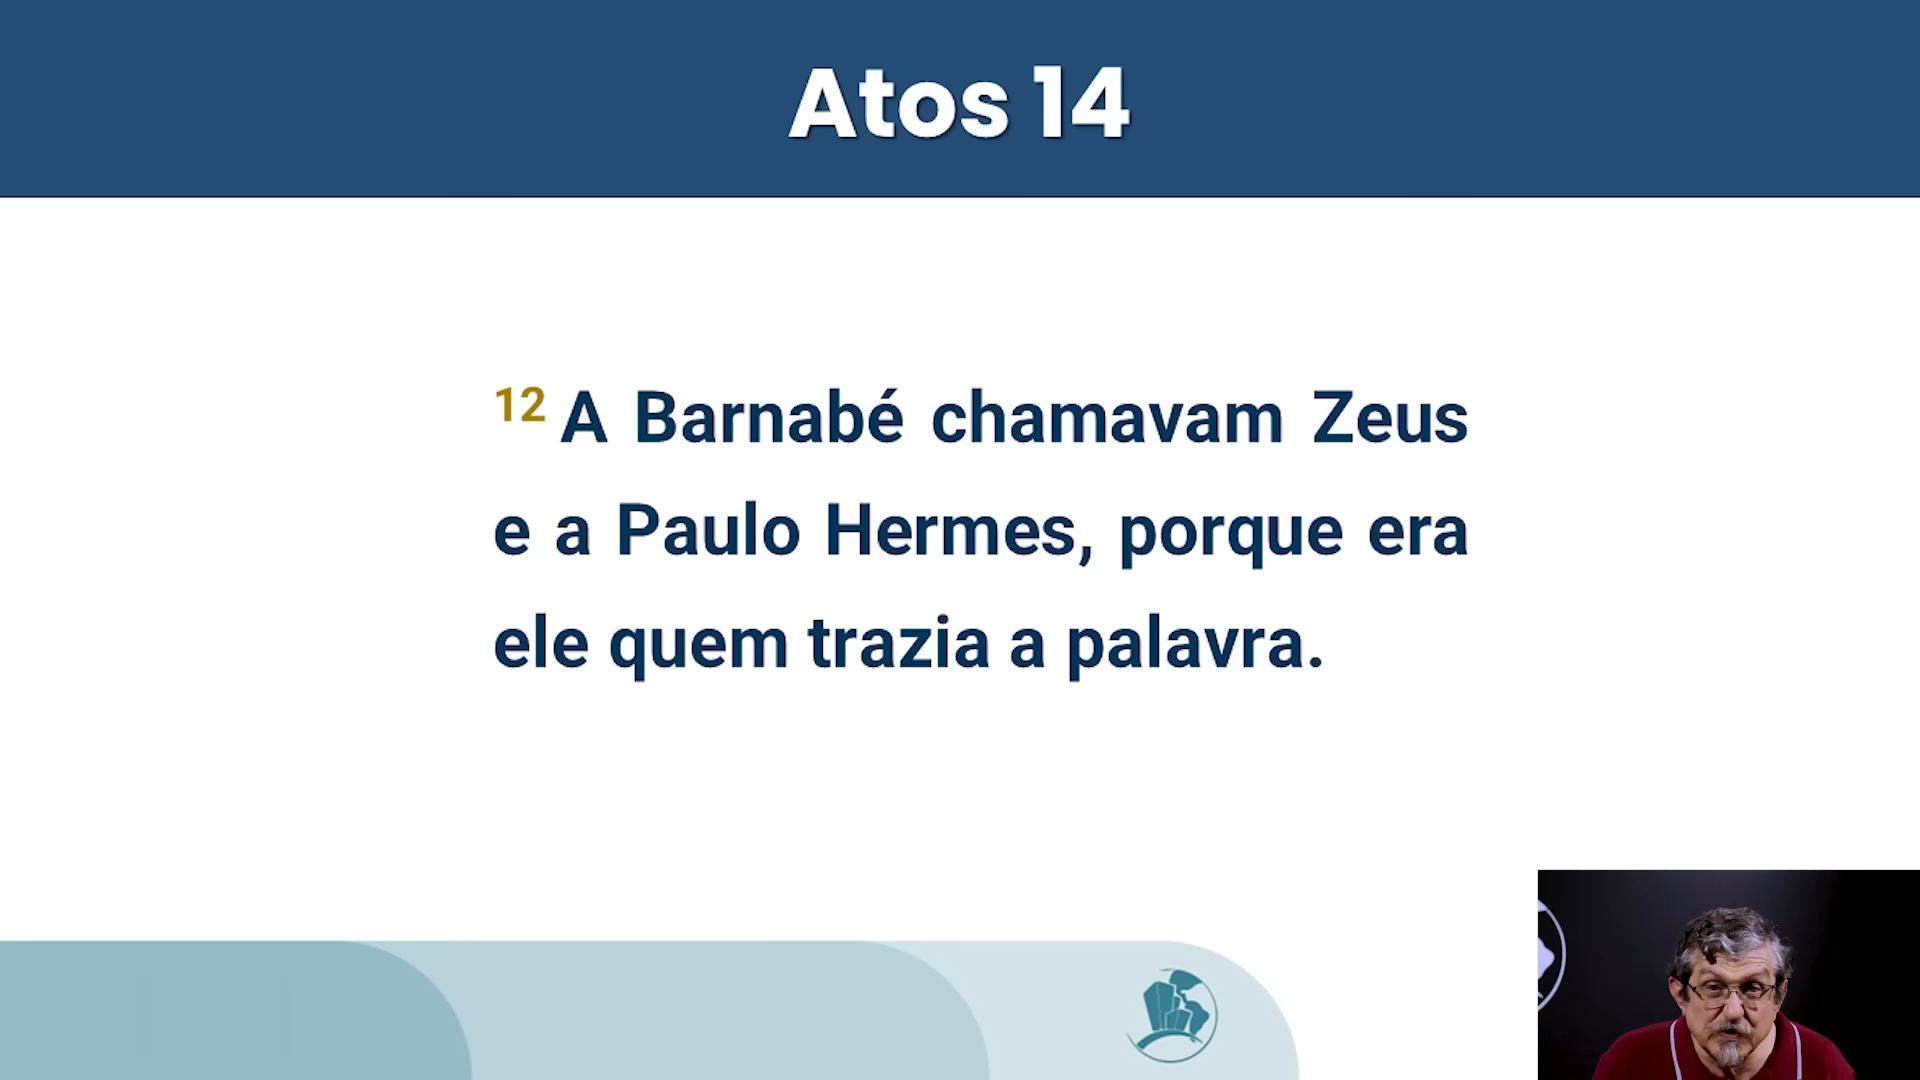 Atos 14
12 A Barnabé chamavam Zeus
e a Paulo Hermes, porque era
ele quem trazia a palavra.